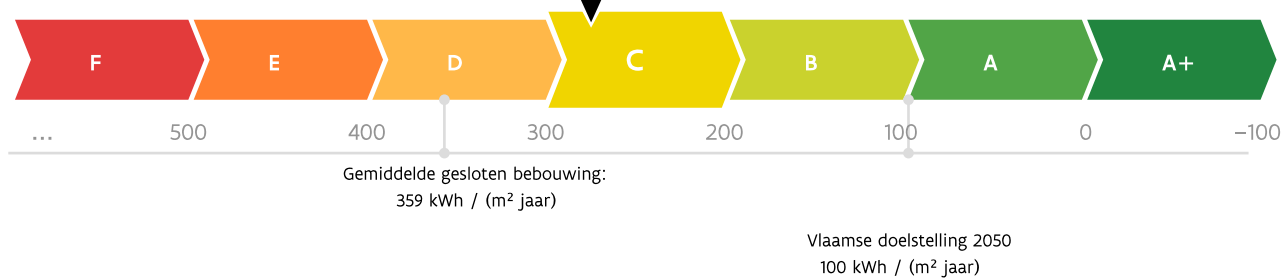 F E D C B A A+
... 500 400 300 200 100 0 −100
Gemiddelde gesloten bebouwing:
359 kWh / (m² jaar)
Vlaamse doelstelling 2050
100 kWh / (m² jaar)